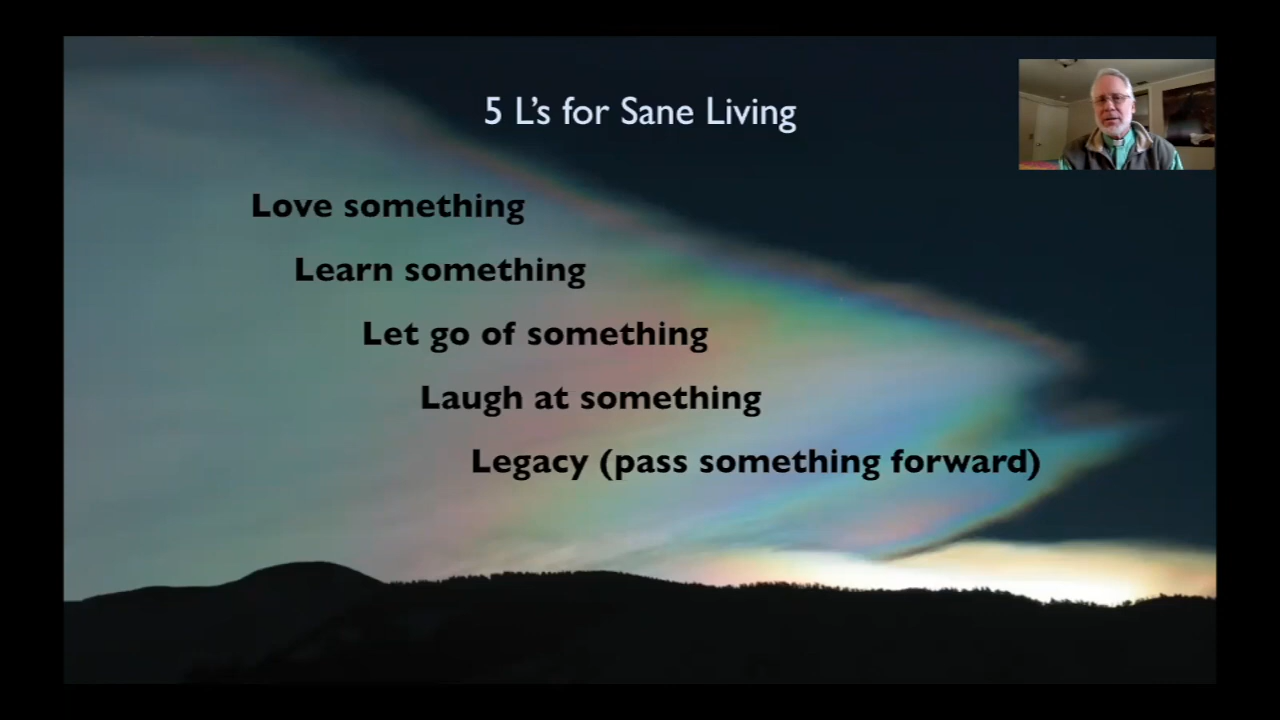 5 L’s for Sane Living
Love something
Learn something
Let go of something
Laugh at something
Legacy (pass something forward)